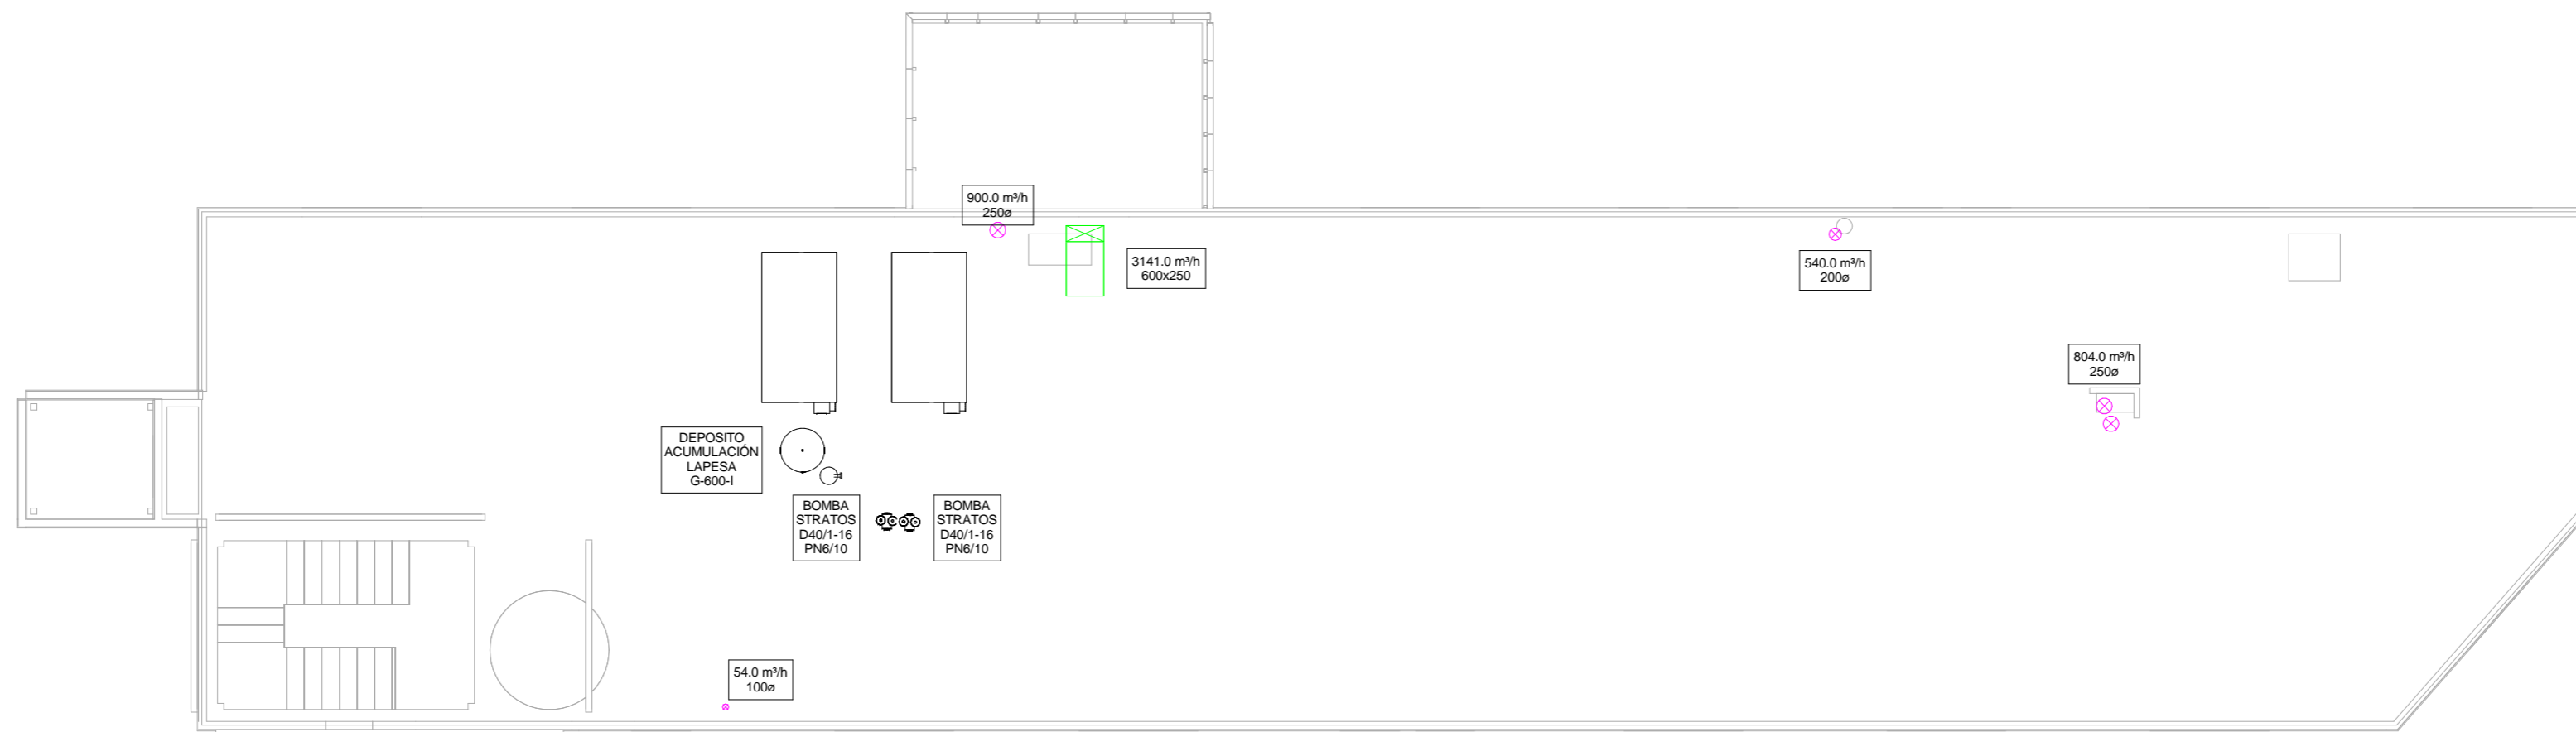 900.0 m³/h
250ø
3141.0 m³/h
600x250
540.0 m³/h
200ø
804.0 m³/h
250ø
DEPOSITO
ACUMULACIÓN
LAPESA
G-600-I
BOMBA
STRATOS
D40/1-16
PN6/10
BOMBA
STRATOS
D40/1-16
PN6/10
54.0 m³/h
100ø